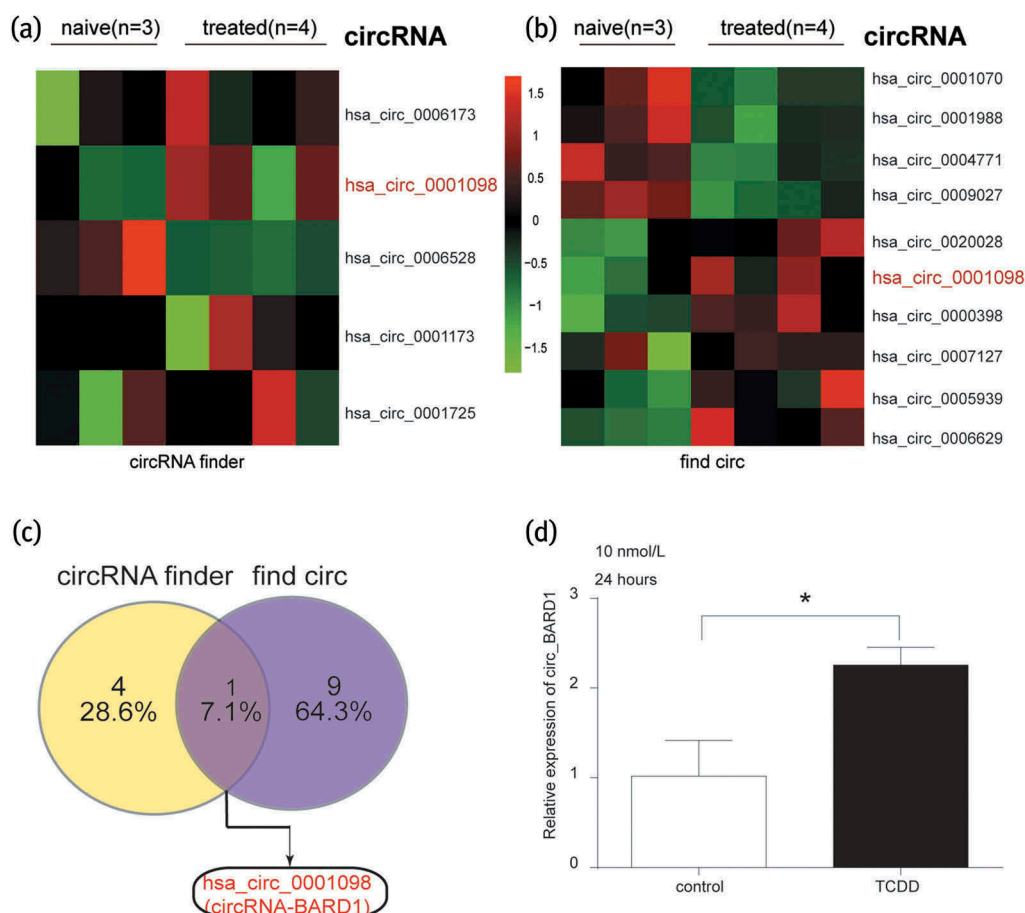 (a)
naive(n=3) treated(n=4) circRNA
hsa_circ_0006173
hsa_circ_0001098
hsa_circ_0006528
hsa_circ_0001173
hsa_circ_0001725
circRNA finder
1.5
1
0.5
0
−0.5
−1
−1.5
(b)
naive(n=3) treated(n=4) circRNA
hsa_circ_0001070
hsa_circ_0001988
hsa_circ_0004771
hsa_circ_0009027
hsa_circ_0020028
hsa_circ_0001098
hsa_circ_0000398
hsa_circ_0007127
hsa_circ_0005939
hsa_circ_0006629
find circ
(c)
circRNA finder find circ
4 1 9
28.6% 7.1% 64.3%
hsa_circ_0001098
(circRNA-BARD1)
(d)
10 nmol/L
24 hours
Relative expression of circ_BARD1
3
2
1
0
*
control TCDD